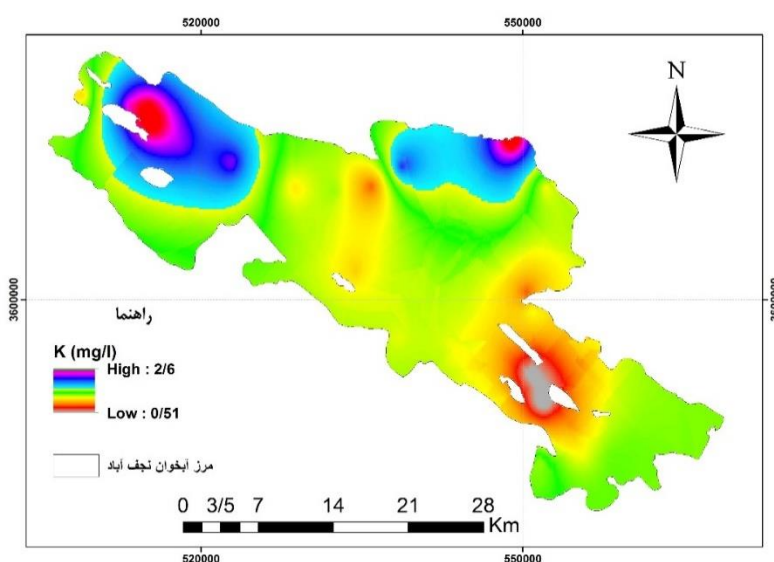 520000 550000
N
3600000
3600000
راهنما
K (mg/l)
High : 2/6
Low : 0/51
مرز آبخوان نجف آباد
0 3/5 7 14 21 28
Km
520000 550000